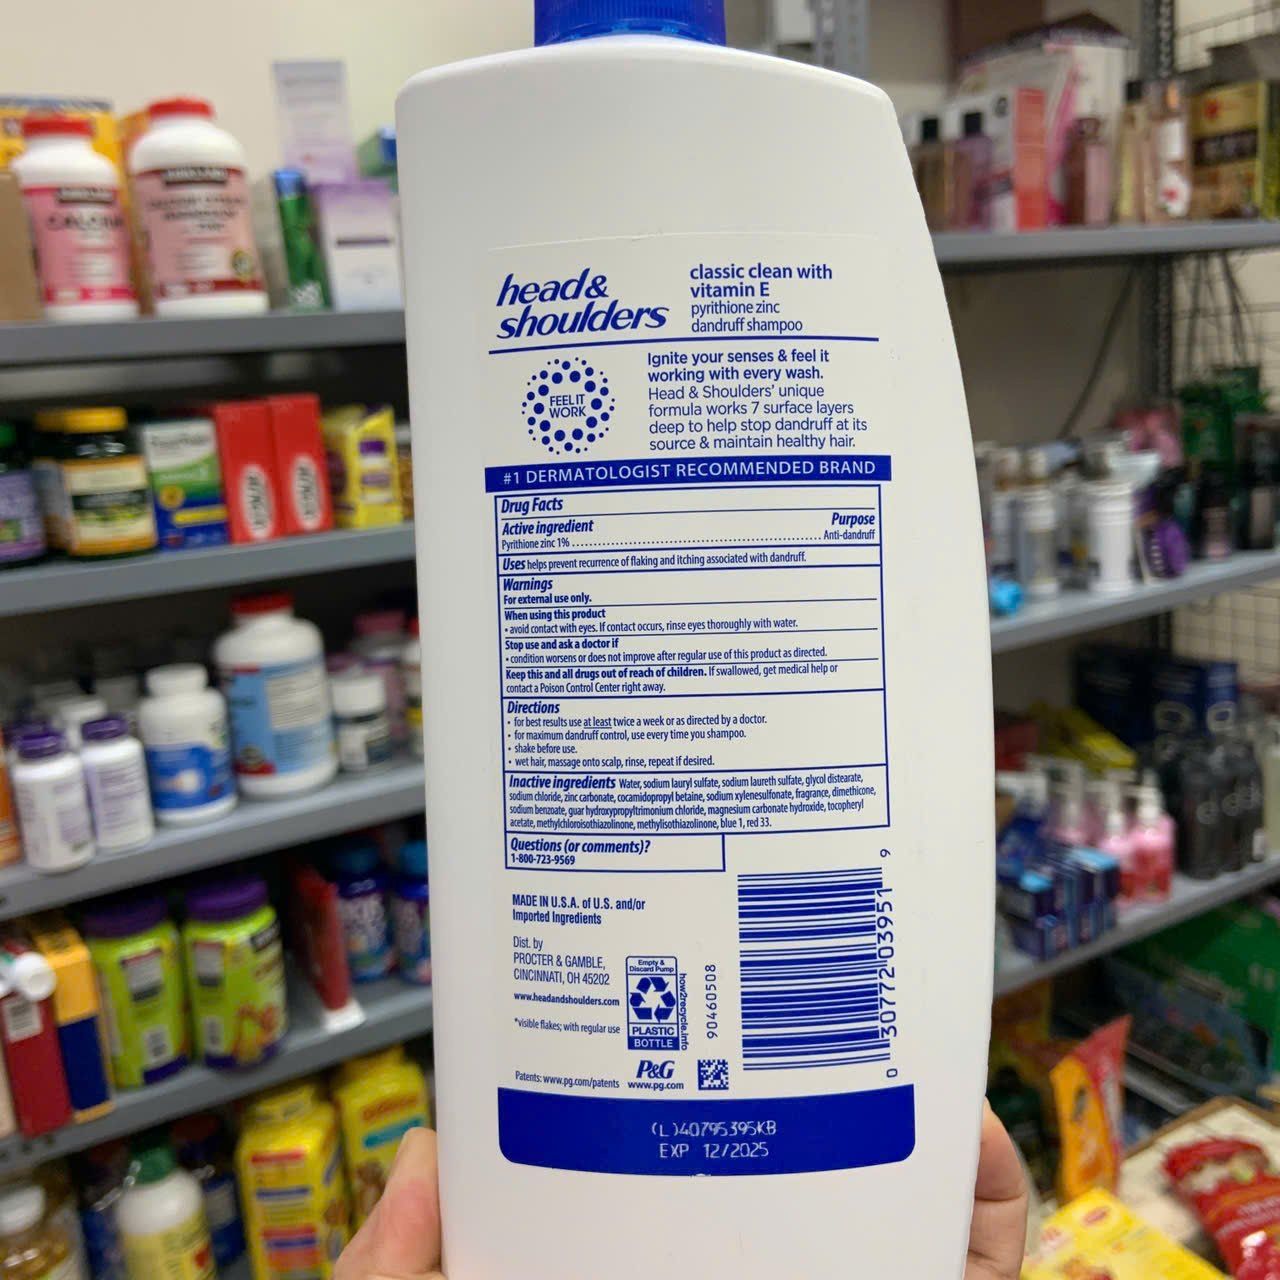 head&
shoulders
classic clean with
vitamin E
pyrithione zinc
dandruff shampoo
FEEL IT
WORK
Ignite your senses & feel it
working with every wash.
Head & Shoulders' unique
formula works 7 surface layers
deep to help stop dandruff at its
source & maintain healthy hair.
#1 DERMATOLOGIST RECOMMENDED BRAND
Drug Facts
Active ingredient Purpose
Pyrithione zinc 1% ........................................................................ Anti-dandruff
Uses helps prevent recurrence of flaking and itching associated with dandruff.
Warnings
For external use only.
When using this product
• avoid contact with eyes. If contact occurs, rinse eyes thoroughly with water.
Stop use and ask a doctor if
• condition worsens or does not improve after regular use of this product as directed.
Keep this and all drugs out of reach of children. If swallowed, get medical help or
contact a Poison Control Center right away.
Directions
• for best results use at least twice a week or as directed by a doctor.
• for maximum dandruff control, use every time you shampoo.
• shake before use.
• wet hair, massage onto scalp, rinse, repeat if desired.
Inactive ingredients Water, sodium lauryl sulfate, sodium laureth sulfate, glycol distearate,
sodium chloride, zinc carbonate, cocamidopropyl betaine, sodium xylenesulfonate, fragrance, dimethicone,
sodium benzoate, guar hydroxypropyltrimonium chloride, magnesium carbonate hydroxide, tocopheryl
acetate, methylchloroisothiazolinone, methylisothiazolinone, blue 1, red 33.
Questions (or comments)?
1-800-723-9569
MADE IN U.S.A. of U.S. and/or
Imported Ingredients
Dist. by
PROCTER & GAMBLE,
CINCINNATI, OH 45202
www.headandshoulders.com
*visible flakes; with regular use
Patents: www.pg.com/patents
Empty &
Discard Pump
PLASTIC
BOTTLE
how2recycle.info
P&G
www.pg.com
90460508
0 30772 03951 9
(L)40795395KB
EXP 12/2025
KIRKLAND
CALCIUM
KIRKLAND